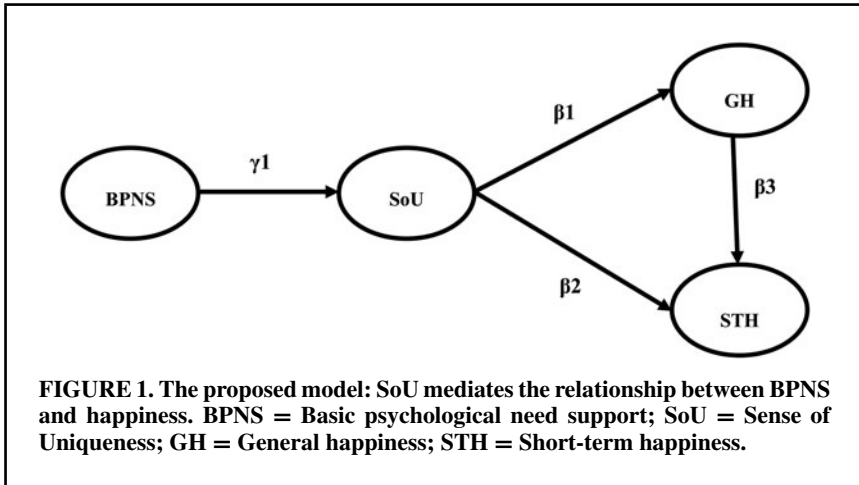 GH
β1
γ1
β3
BPNS
SoU
β2
STH
FIGURE 1. The proposed model: SoU mediates the relationship between BPNS
and happiness. BPNS = Basic psychological need support; SoU = Sense of
Uniqueness; GH = General happiness; STH = Short-term happiness.